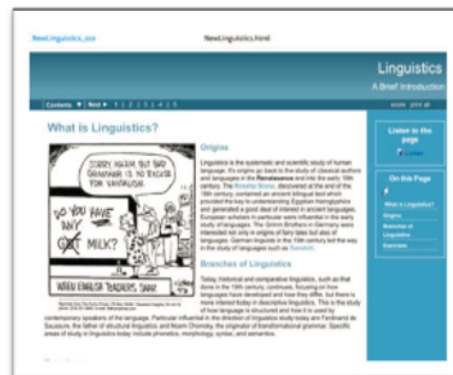 NewLinguistics_sco
NewLinguistics.html
Linguistics
A Brief Introduction
Contents ▼ | Next ► 1 | 2 | 3 | 4 | 5
score print all
What is Linguistics?
SORRY, MA'AM, BUT BAD
GRAMMAR IS NO EXCUSE
FOR VANDALISM.
DO YOU HAVE
ANY
GOT MILK?
WHEN ENGLISH TEACHERS SNAP.
Origins
Linguistics is the systematic and scientific study of human
language. It's origins go back to the study of classical authors
and languages in the Renaissance and into the early 19th
century. The Rosetta Stone, discovered at the end of the
18th century, contained an ancient bilingual text which
provided the key to understanding Egyptian hieroglyphics
and generated a good deal of interest in ancient languages.
European scholars in particular were influential in the early
study of languages. The Grimm Brothers in Germany were
interested not only in origins of fairy tales but also of
languages. German linguists in the 19th century led the way
in the study of languages such as Sanskrit.
Branches of Linguistics
Today, historical and comparative linguistics, such as that
done in the 19th century, continues, focusing on how
languages have developed and how they differ, but there is
more interest today in descriptive linguistics. This is the study
of how language is structured and how it is used by
contemporary speakers of the language. Particular influential in the direction of linguistics study today are Ferdinand de
Saussure, the father of structural linguistics and Noam Chomsky, the originator of transformational grammar. Specific
areas of study in linguistics today include phonetics, morphology, syntax, and semantics.
Listen to the
page
Listen
On this Page
What is Linguistics?
Origins
Branches of
Linguistics
Exercises